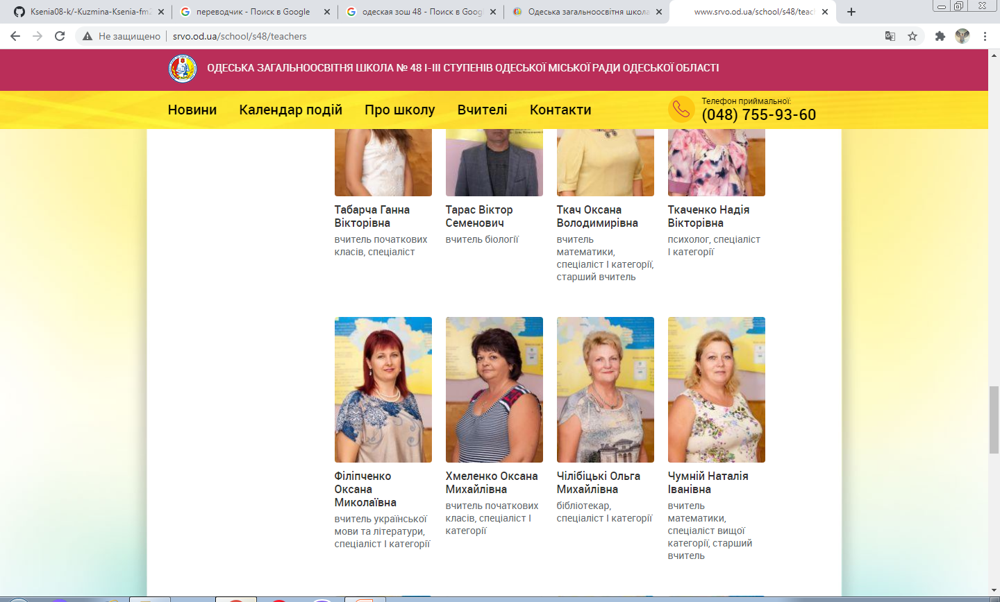 Ksenia08-k/-Kuzmina-Ksenia-fm
переводчик - Поиск в Google
одеская зош 48 - Поиск в Goog
Одеська загальноосвітня школа
www.srvo.od.ua/school/s48/teac
Не защищено
srvo.od.ua/school/s48/teachers
ОДЕСЬКА ЗАГАЛЬНООСВІТНЯ ШКОЛА № 48 І-ІІІ СТУПЕНІВ ОДЕСЬКОЇ МІСЬКОЇ РАДИ ОДЕСЬКОЇ ОБЛАСТІ
Новини
Календар подій
Про школу
Вчителі
Контакти
Телефон приймальної:
(048) 755-93-60
Табарча Ганна
Вікторівна
вчитель початкових
класів, спеціаліст
Тарас Віктор
Семенович
вчитель біології
Ткач Оксана
Володимирівна
вчитель
математики,
спеціаліст І категорії,
старший вчитель
Ткаченко Надія
Вікторівна
психолог, спеціаліст
І категорії
Філіпченко
Оксана
Миколаївна
вчитель української
мови та літератури,
спеціаліст І категорії
Хмеленко Оксана
Михайлівна
вчитель початкових
класів, спеціаліст І
категорії
Чілібіцькі Ольга
Михайлівна
бібліотекар,
спеціаліст І категорії
Чумній Наталія
Іванівна
вчитель
математики,
спеціаліст вищої
категорії, старший
вчитель